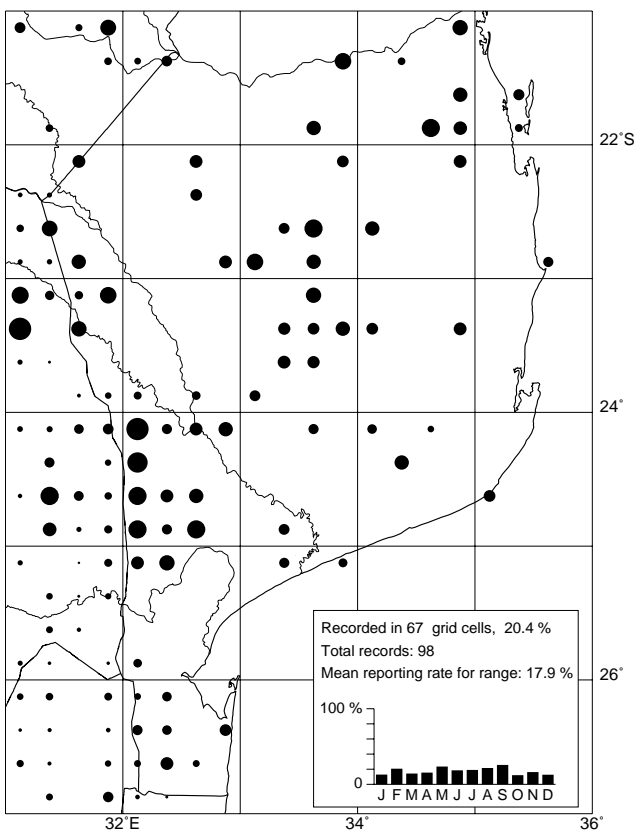 22˚S
24˚
Recorded in 67 grid cells, 20.4 %
Total records: 98
Mean reporting rate for range: 17.9 %
26˚
100 %
0
J F M A M J J A S O N D
32˚E 34˚ 36˚